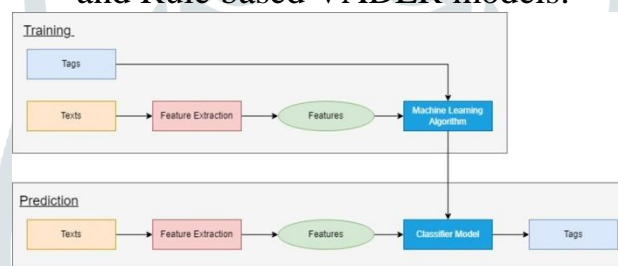 and Rule based VADER models.
Training
Tags
Texts
Feature Extraction
Features
Machine Learning
Algorithm
Prediction
Texts
Feature Extraction
Features
Classifier Model
Tags